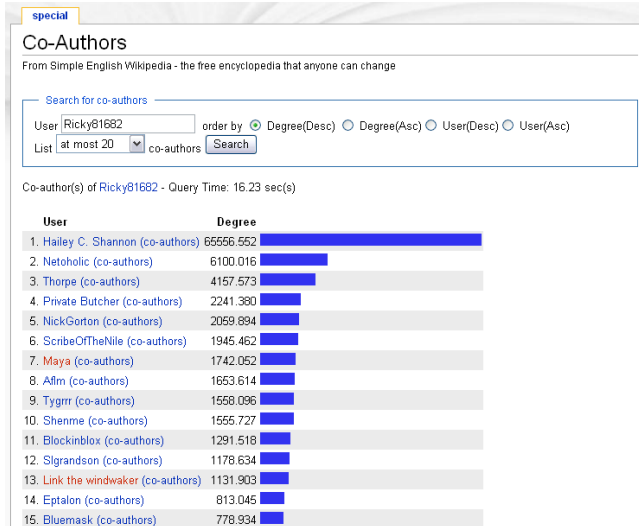 special
Co-Authors
From Simple English Wikipedia - the free encyclopedia that anyone can change
Search for co-authors
User Ricky81682 order by Degree(Desc) Degree(Asc) User(Desc) User(Asc)
List at most 20 co-authors Search
Co-author(s) of Ricky81682 - Query Time: 16.23 sec(s)
User Degree
1. Hailey C. Shannon (co-authors) 65556.552
2. Netoholic (co-authors) 6100.016
3. Thorpe (co-authors) 4157.573
4. Private Butcher (co-authors) 2241.380
5. NickGorton (co-authors) 2059.894
6. ScribeOfTheNile (co-authors) 1945.462
7. Maya (co-authors) 1742.052
8. Aflm (co-authors) 1653.614
9. Tygrrr (co-authors) 1558.096
10. Shenme (co-authors) 1555.727
11. Blockinblox (co-authors) 1291.518
12. Slgrandson (co-authors) 1178.634
13. Link the windwaker (co-authors) 1131.903
14. Eptalon (co-authors) 813.045
15. Bluemask (co-authors) 778.934